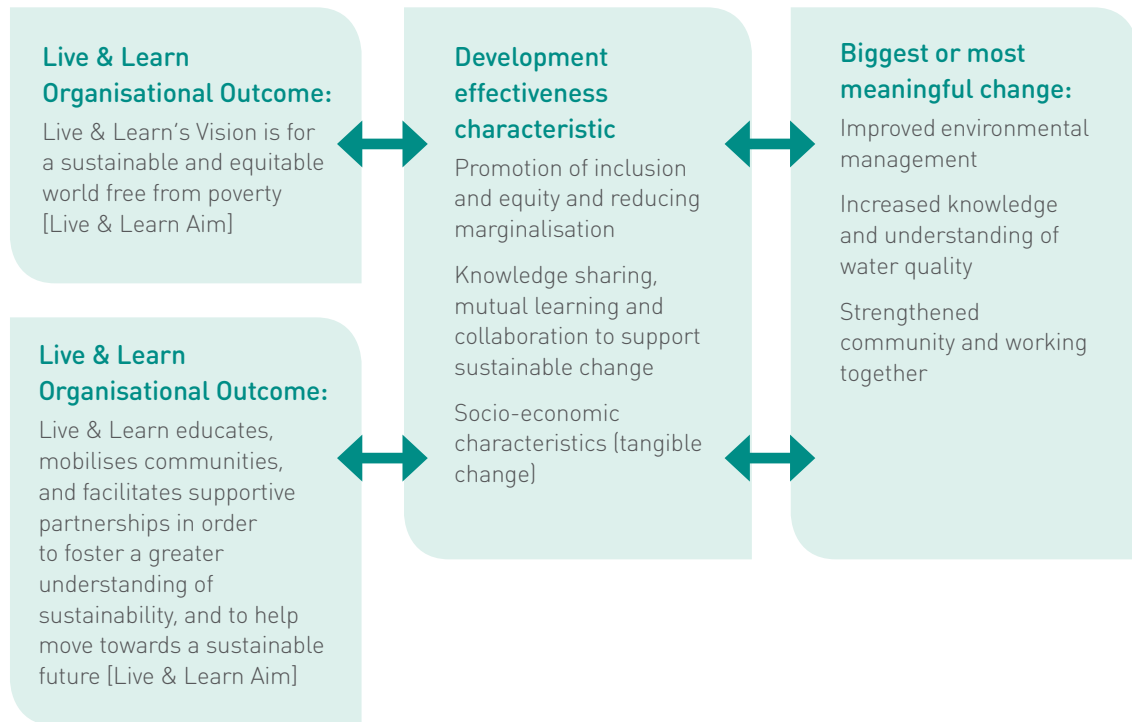 Live & Learn
Organisational Outcome:
Live & Learn's Vision is for
a sustainable and equitable
world free from poverty
[Live & Learn Aim]
Live & Learn
Organisational Outcome:
Live & Learn educates,
mobilises communities,
and facilitates supportive
partnerships in order
to foster a greater
understanding of
sustainability, and to help
move towards a sustainable
future [Live & Learn Aim]
Development
effectiveness
characteristic
Promotion of inclusion
and equity and reducing
marginalisation
Knowledge sharing,
mutual learning and
collaboration to support
sustainable change
Socio-economic
characteristics (tangible
change)
Biggest or most
meaningful change:
Improved environmental
management
Increased knowledge
and understanding of
water quality
Strengthened
community and working
together